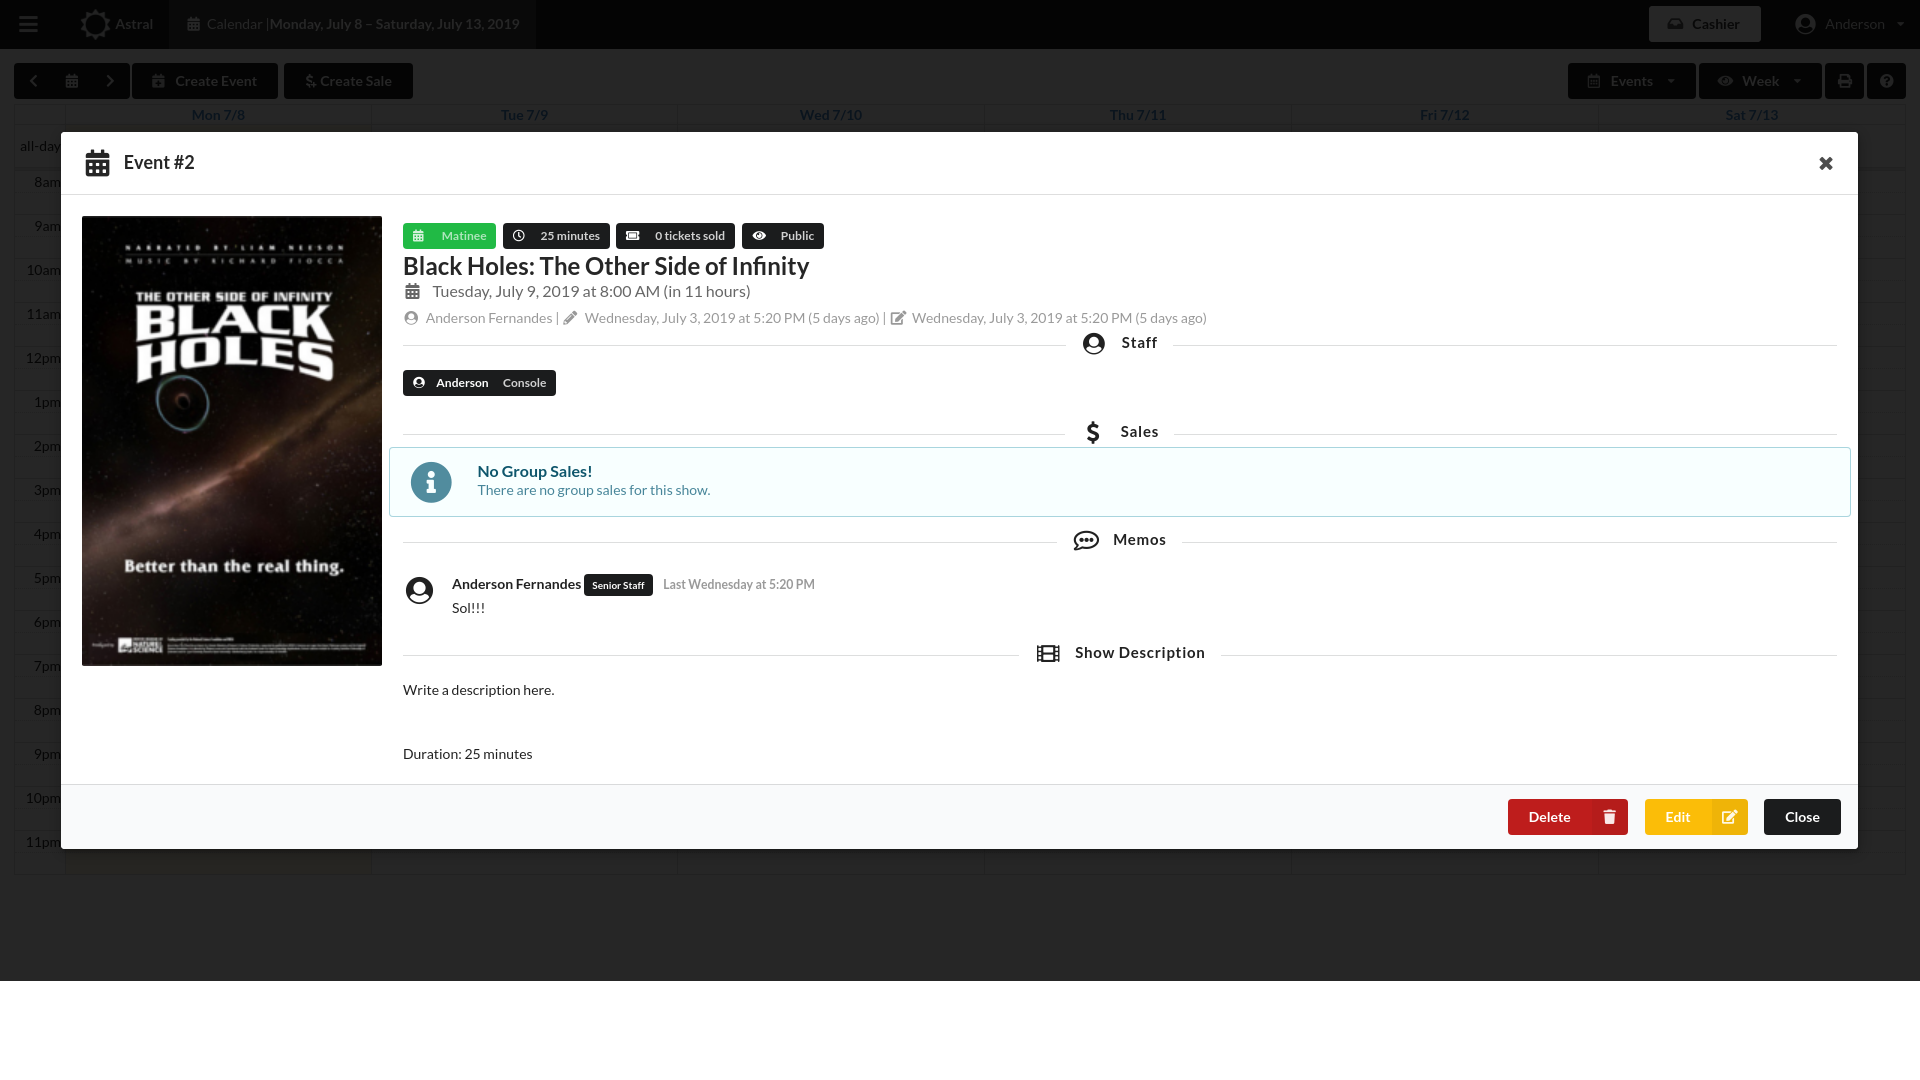 Astral
Calendar | Monday, July 8 – Saturday, July 13, 2019
Cashier
Anderson
Create Event
Create Sale
Events
Week
Mon 7/8
Tue 7/9
Wed 7/10
Thu 7/11
Fri 7/12
Sat 7/13
all-day
8am
9am
10am
11am
12pm
1pm
2pm
3pm
4pm
5pm
6pm
7pm
8pm
9pm
10pm
11pm
Event #2
NARRATED BY LIAM NEESON
MUSIC BY RICHARD FIOCCA
THE OTHER SIDE OF INFINITY
BLACK
HOLES
Better than the real thing.
NATURE
SCIENCE
Matinee
25 minutes
0 tickets sold
Public
Black Holes: The Other Side of Infinity
Tuesday, July 9, 2019 at 8:00 AM (in 11 hours)
Anderson Fernandes | Wednesday, July 3, 2019 at 5:20 PM (5 days ago) | Wednesday, July 3, 2019 at 5:20 PM (5 days ago)
Staff
Anderson Console
Sales
No Group Sales!
There are no group sales for this show.
Memos
Anderson Fernandes Senior Staff Last Wednesday at 5:20 PM
Sol!!!
Show Description
Write a description here.
Duration: 25 minutes
Delete
Edit
Close